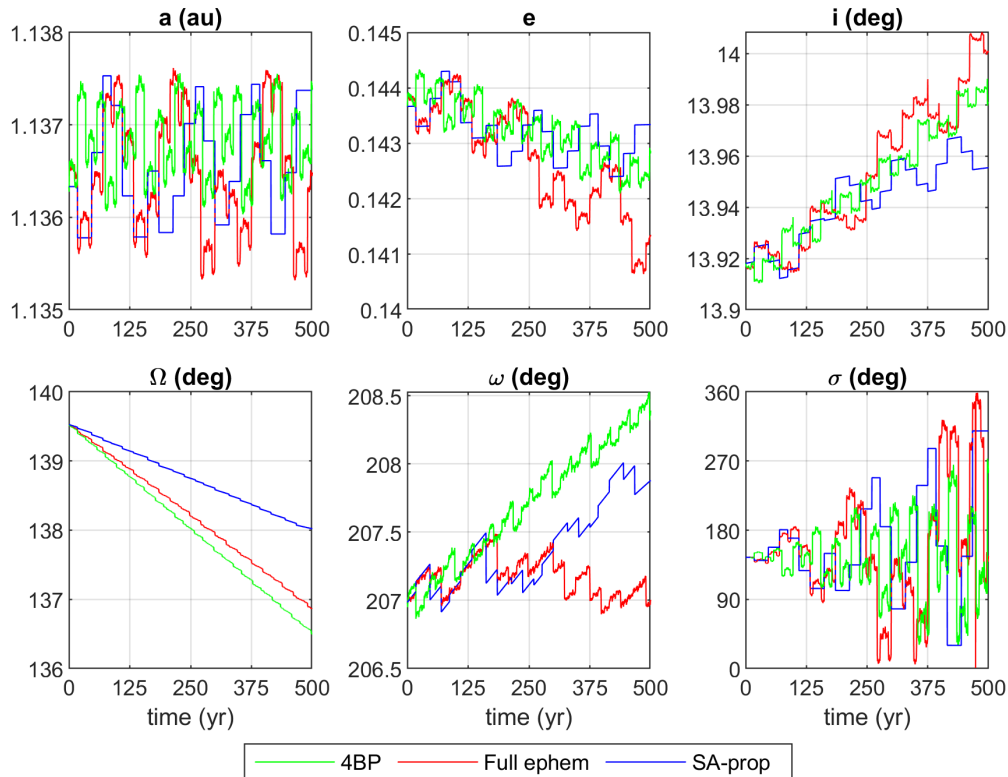 a (au)
e
i (deg)
1.138
1.137
1.136
1.135
0 125 250 375 500
0.145
0.144
0.143
0.142
0.141
0.14
0 125 250 375 500
14
13.98
13.96
13.94
13.92
13.9
0 125 250 375 500
Ω (deg)
ω (deg)
σ (deg)
140
139
138
137
136
0 125 250 375 500
time (yr)
208.5
208
207.5
207
206.5
0 125 250 375 500
time (yr)
360
270
180
90
0
0 125 250 375 500
time (yr)
4BP Full ephem SA-prop